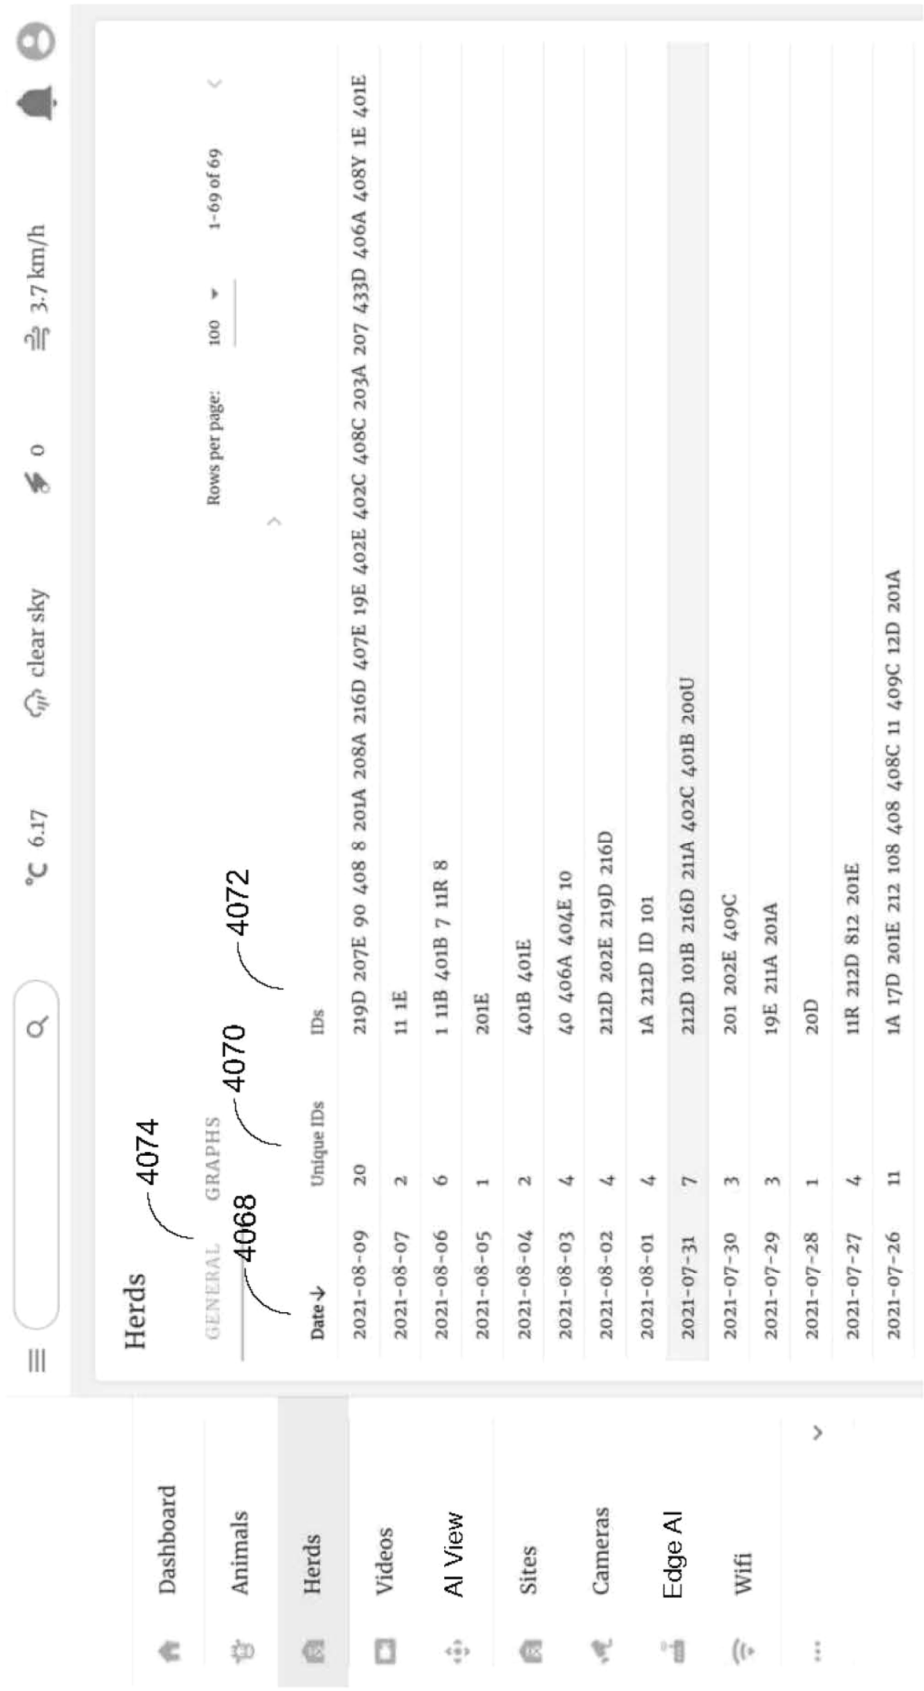 6.17 °C clear sky 0 3.7 km/h
Dashboard
Animals
Herds
Videos
AI View
Sites
Cameras
Edge AI
Wifi
Herds
4074
GENERAL GRAPHS
Rows per page: 100 1-69 of 69
4068 4070 4072
Date Unique IDs IDs
2021-08-09 20 219D 207E 90 408 8 201A 208A 216D 407E 19E 402E 402C 408C 203A 207 433D 406A 408Y 1E 401E
2021-08-07 2 11 1E
2021-08-06 6 1 11B 401B 7 11R 8
2021-08-05 1 201E
2021-08-04 2 401B 401E
2021-08-03 4 40 406A 404E 10
2021-08-02 4 212D 202E 219D 216D
2021-08-01 4 1A 212D ID 101
2021-07-31 7 212D 101B 216D 211A 402C 401B 200U
2021-07-30 3 201 202E 409C
2021-07-29 3 19E 211A 201A
2021-07-28 1 20D
2021-07-27 4 11R 212D 812 201E
2021-07-26 11 1A 17D 201E 212 108 408 408C 11 409C 12D 201A